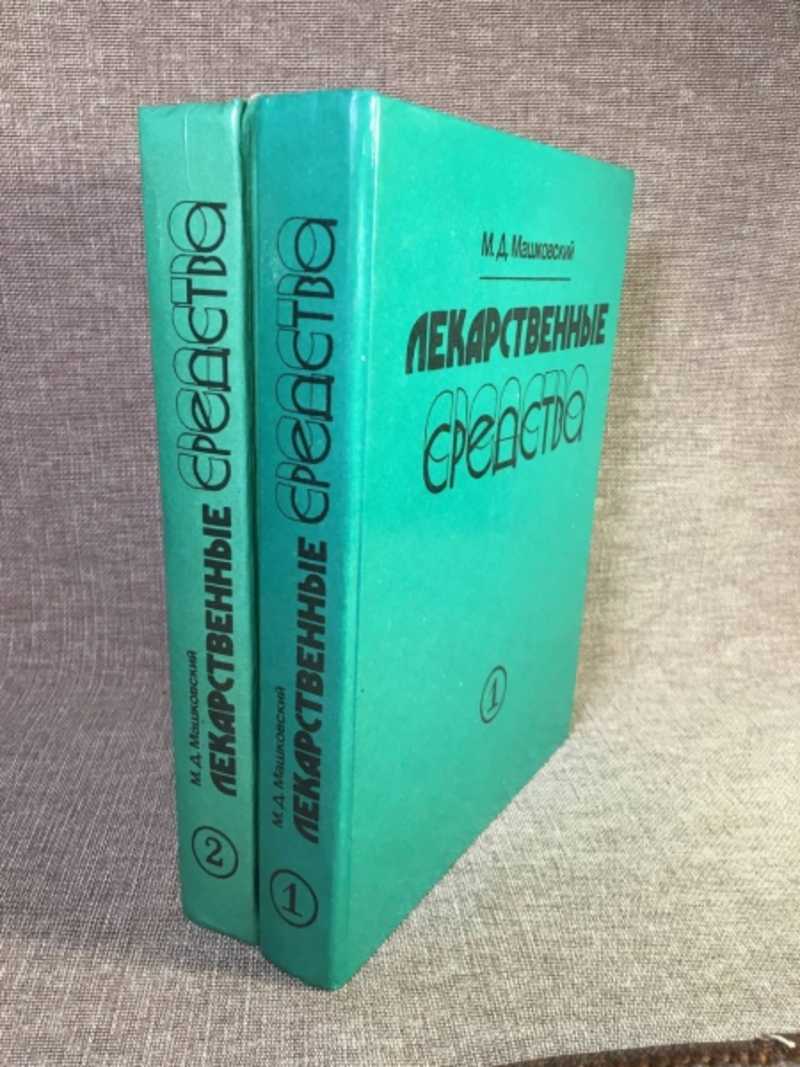 М. Д. Машковский
ЛЕКАРСТВЕННЫЕ
СРЕДСТВА
1
М. Д. Машковский
ЛЕКАРСТВЕННЫЕ СРЕДСТВА
1
М. Д. Машковский
ЛЕКАРСТВЕННЫЕ СРЕДСТВА
2